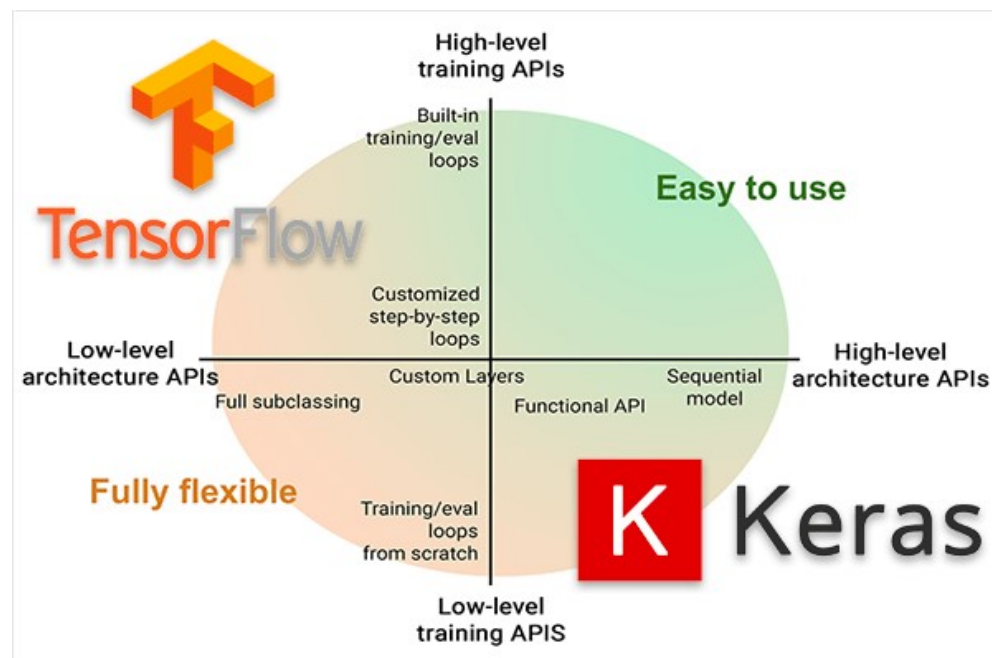 High-level
training APIs
Built-in
training/eval
loops
Easy to use
TensorFlow
Customized
step-by-step
loops
Low-level
architecture APIs
High-level
architecture APIs
Custom Layers
Sequential
model
Full subclassing
Functional API
Fully flexible
K Keras
Training/eval
loops
from scratch
Low-level
training APIS